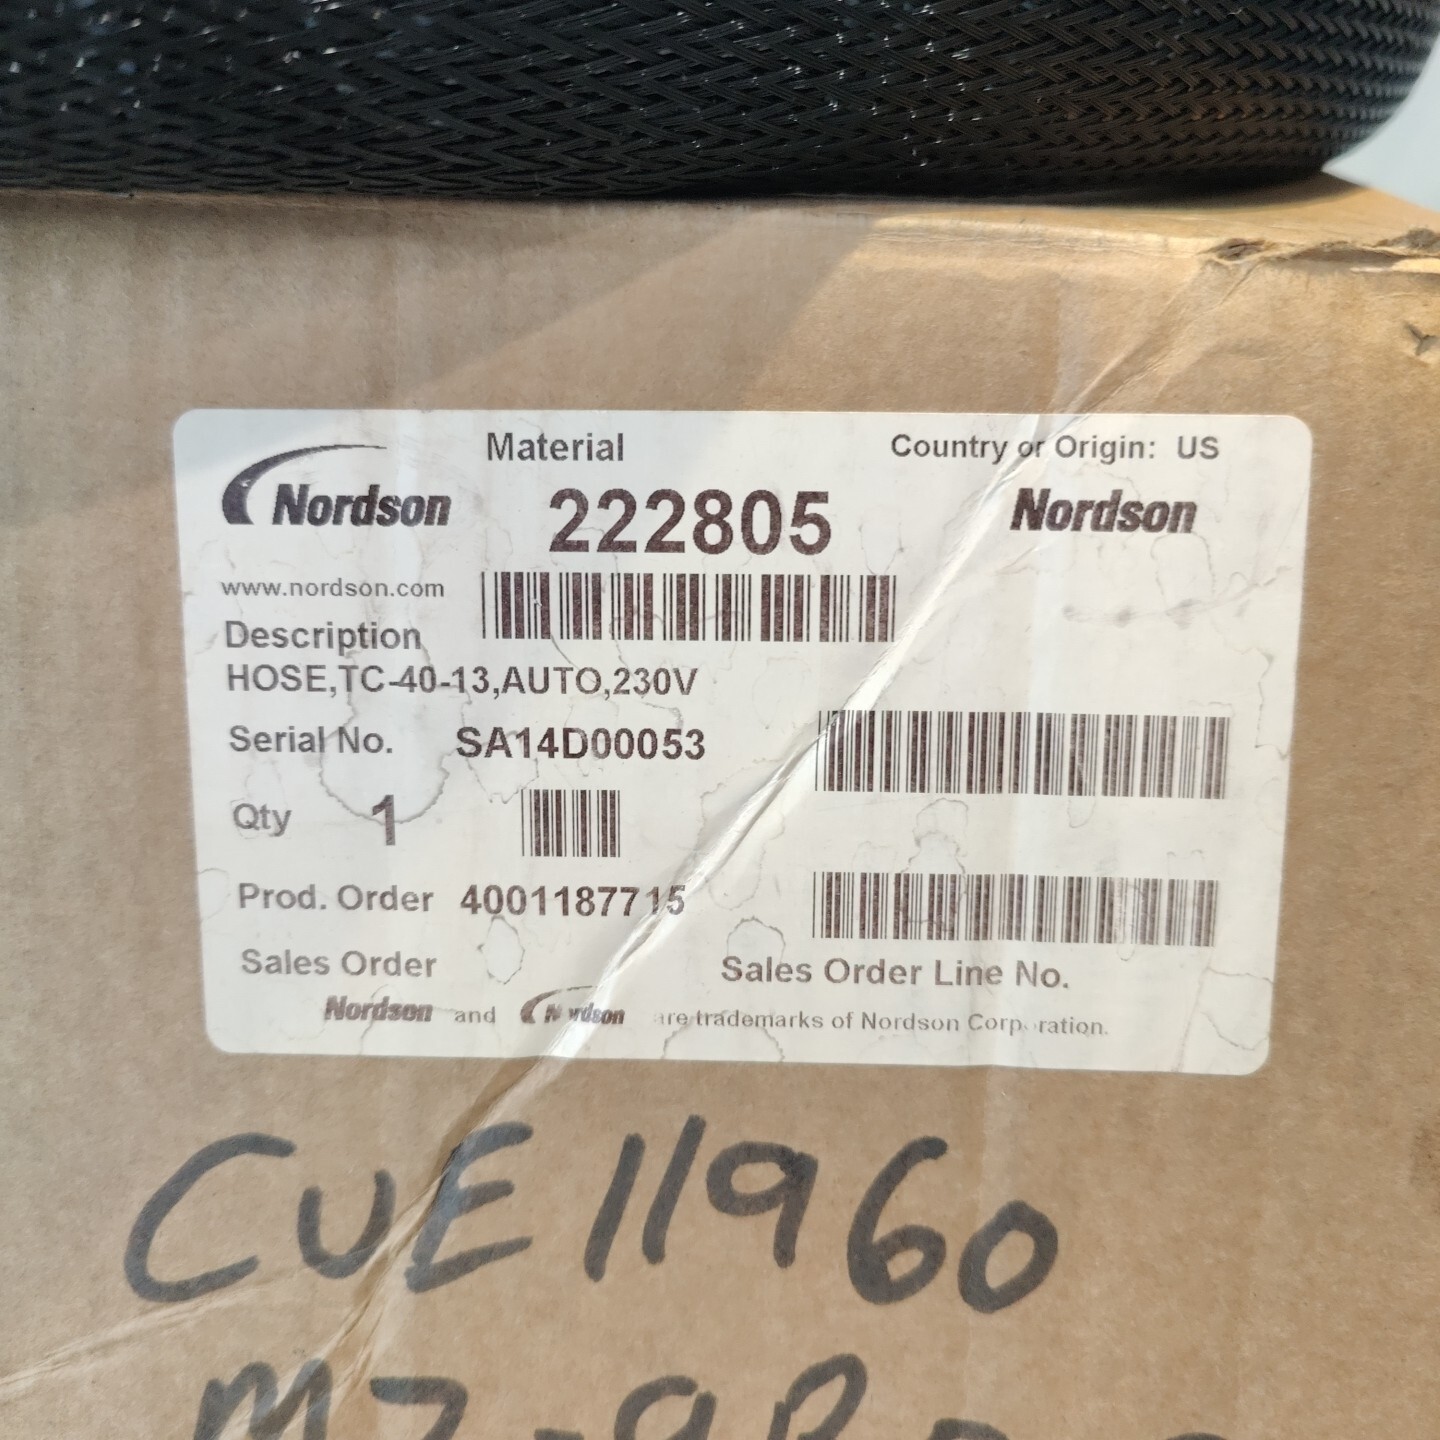 Material
Country or Origin: US
Nordson
222805
Nordson
www.nordson.com
Description
HOSE,TC-40-13,AUTO,230V
Serial No. SA14D00053
Qty 1
Prod. Order 4001187715
Sales Order
Sales Order Line No.
Nordson and Nordson are trademarks of Nordson Corporation.
CUE11960